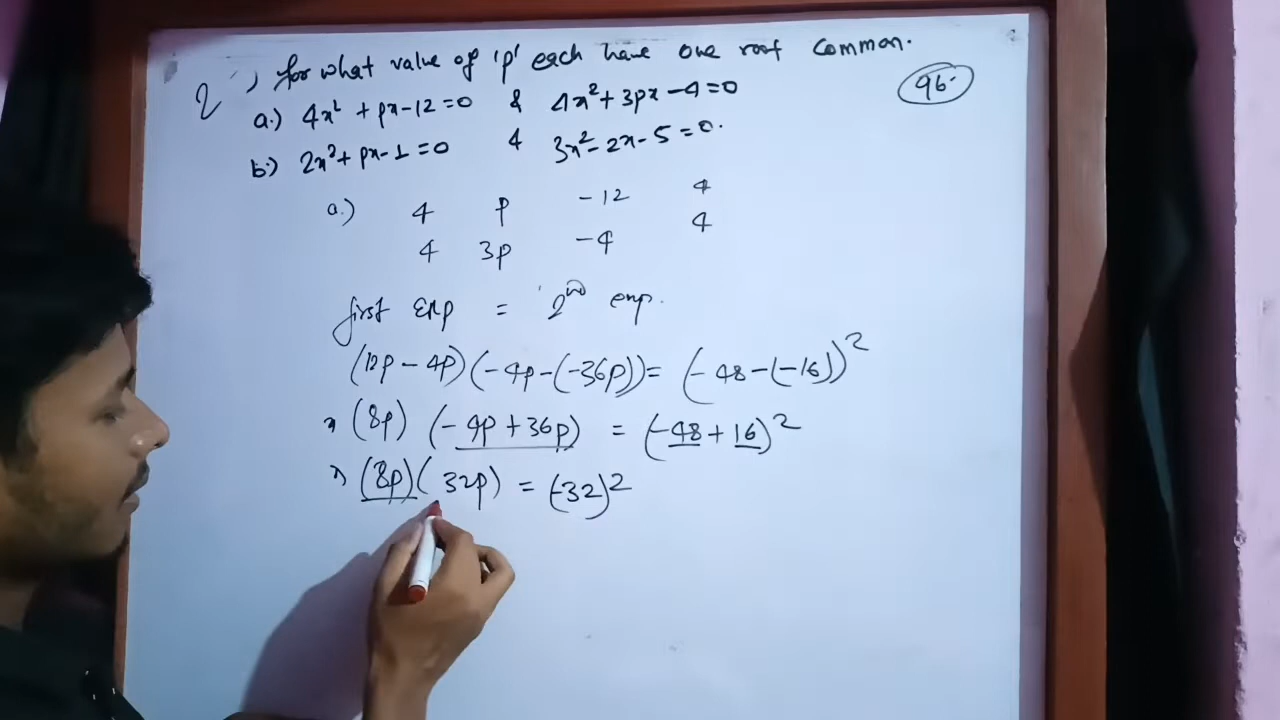 Q , for what value of 'p' each have one root common.
96.
a.) 4x² + px - 12 = 0 & 4x² + 3px - 4 = 0
b.) 2x² + px - 1 = 0 & 3x² - 2x - 5 = 0.
a.) 4 p -12 4
4 3p -4 4
first exp = 2nd exp.
(12p - 4p)(-4p-(-36p)) = (-48-(-16))²
(8p) (-4p + 36p) = (-48 + 16)²
(8p)(32p) = (-32)²